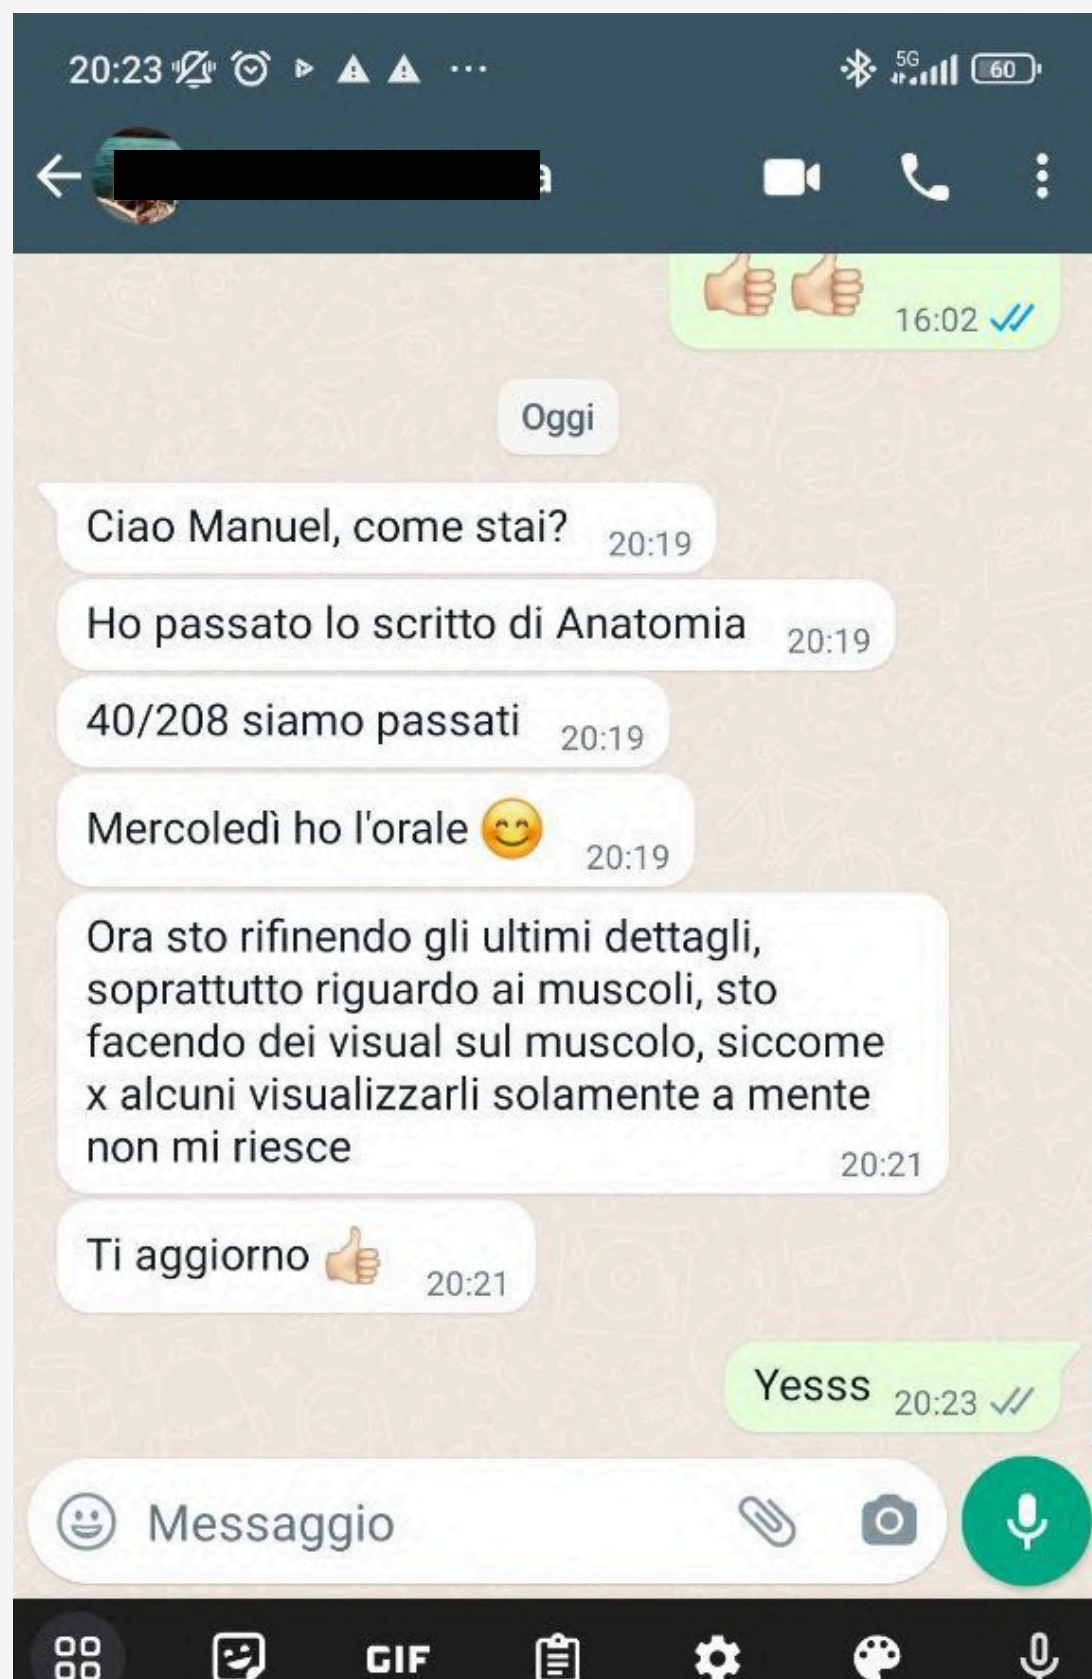 20:23
5G
60
a
16:02
Oggi
Ciao Manuel, come stai?
20:19
Ho passato lo scritto di Anatomia
20:19
40/208 siamo passati
20:19
Mercoledì ho l'orale 😊
20:19
Ora sto rifinendo gli ultimi dettagli,
soprattutto riguardo ai muscoli, sto
facendo dei visual sul muscolo, siccome
x alcuni visualizzarli solamente a mente
non mi riesce
20:21
Ti aggiorno 👍🏻
20:21
Yesss
20:23
Messaggio
GIF